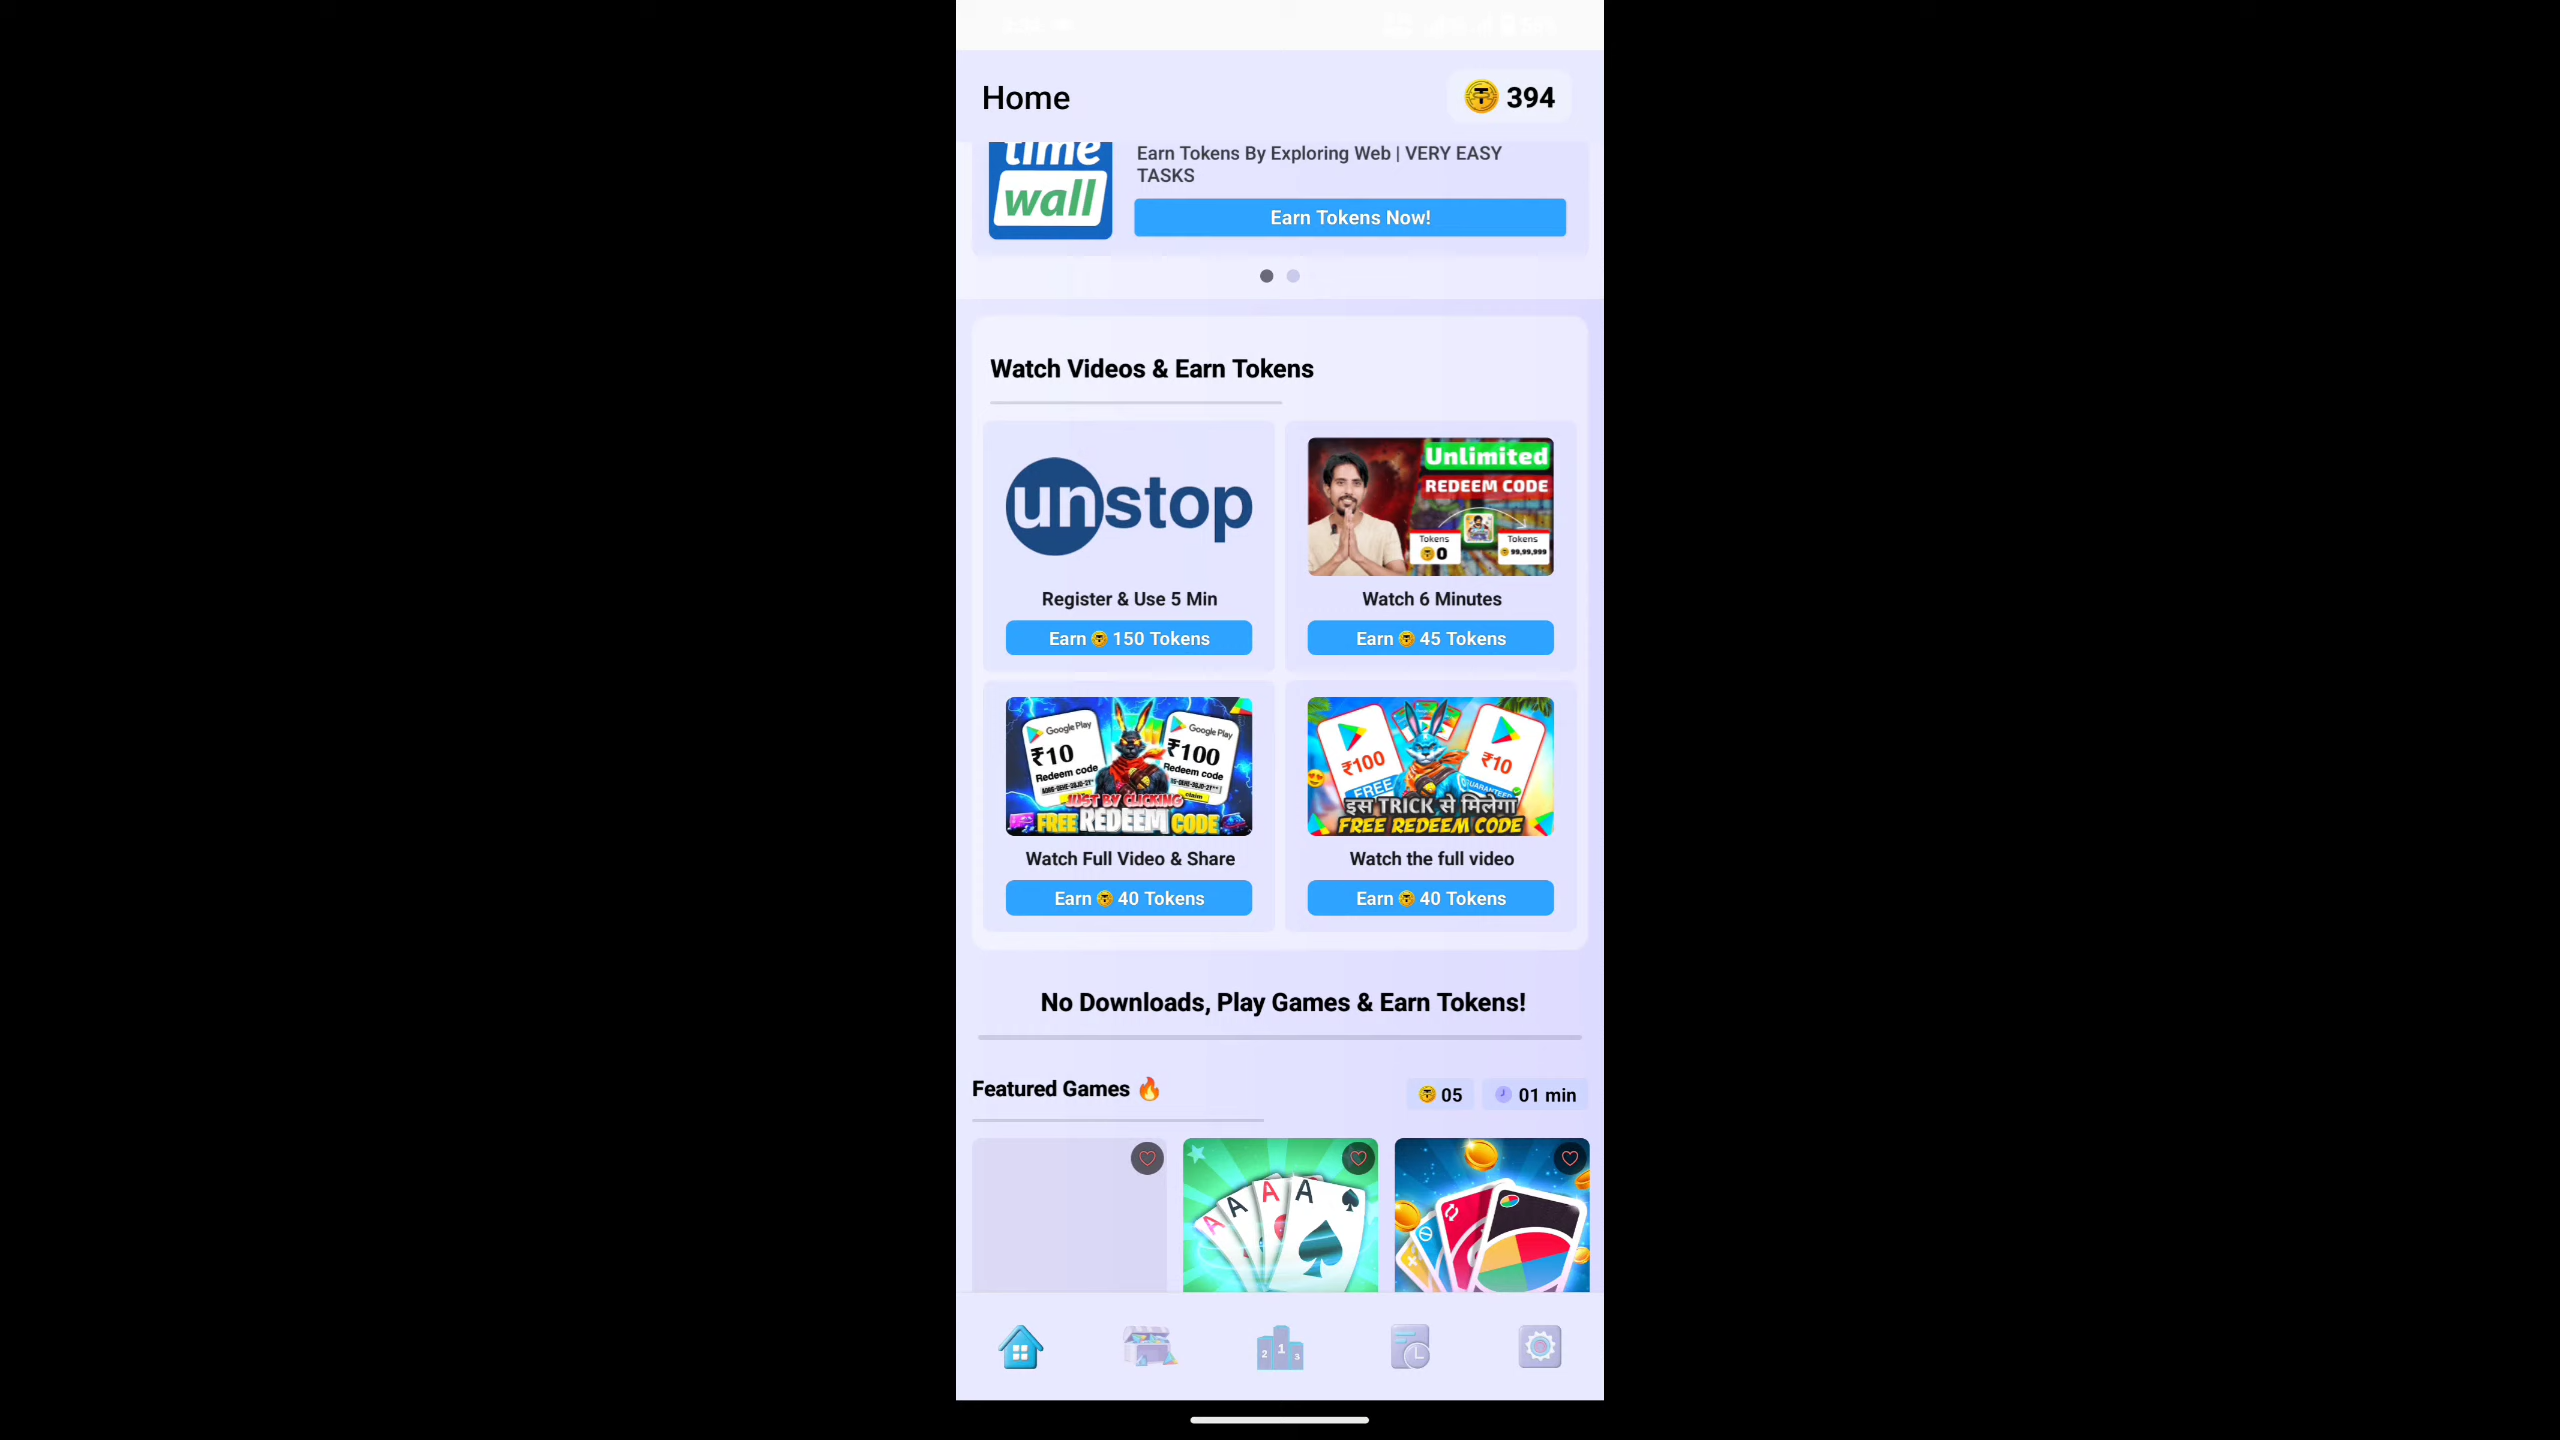 Home
394
time
wall
Earn Tokens By Exploring Web | VERY EASY
TASKS
Earn Tokens Now!
Watch Videos & Earn Tokens
unstop
Register & Use 5 Min
Earn 150 Tokens
Unlimited
REDEEM CODE
Tokens
0
Tokens
99,99,999
Watch 6 Minutes
Earn 45 Tokens
Google Play
₹10
Redeem code
Google Play
₹100
Redeem code
claim
JUST BY CLICKING
FREE REDEEM CODE
Watch Full Video & Share
Earn 40 Tokens
₹100
FREE
₹10
GUARANTEED
इस TRICK से मिलेगा
FREE REDEEM CODE
Watch the full video
Earn 40 Tokens
No Downloads, Play Games & Earn Tokens!
Featured Games
05
01 min
A
A
A
A
2
1
3